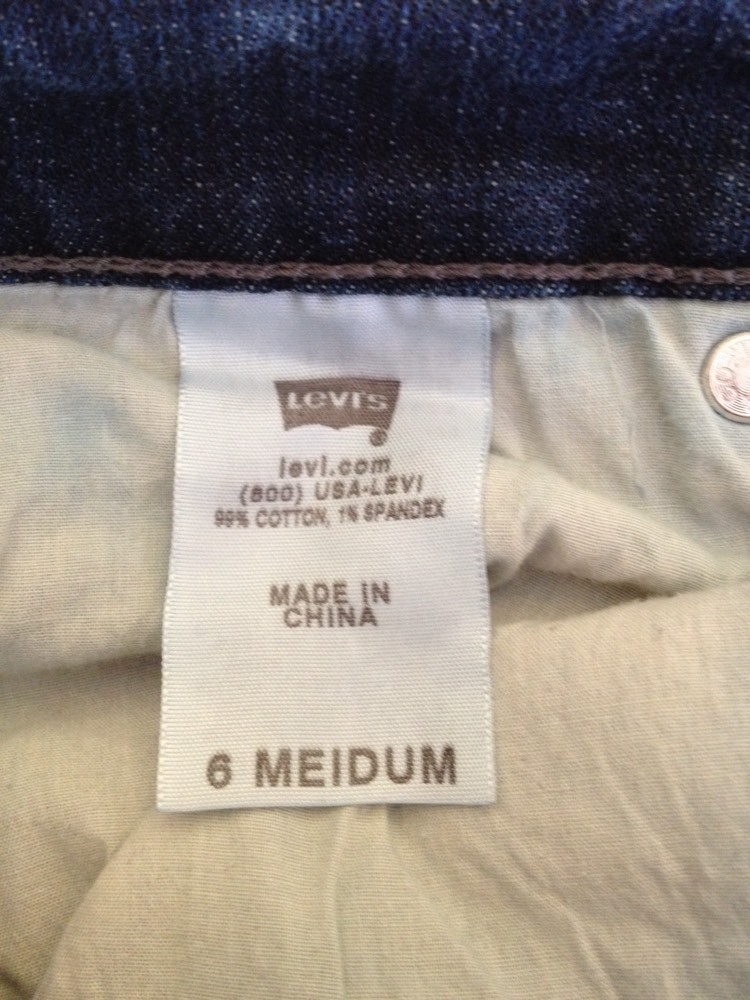 LEVI'S
®
levi.com
(800) USA-LEVI
99% COTTON, 1% SPANDEX
MADE IN
CHINA
6 MEIDUM